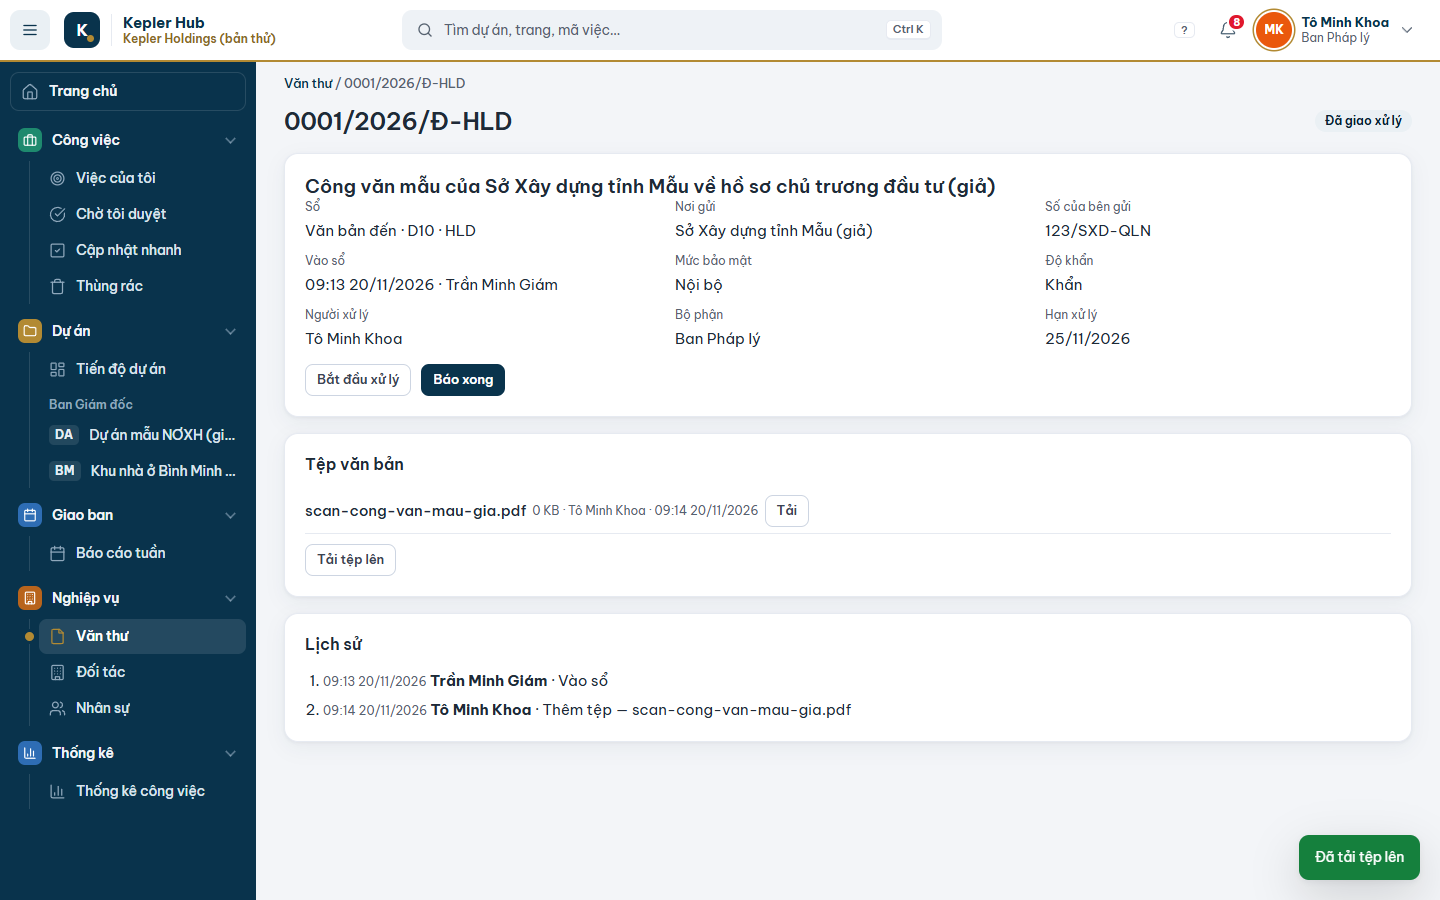 K
Kepler Hub
Kepler Holdings (bản thử)
Tìm dự án, trang, mã việc...
Ctrl K
?
8
MK
Tô Minh Khoa
Ban Pháp lý
Trang chủ
Công việc
Việc của tôi
Chờ tôi duyệt
Cập nhật nhanh
Thùng rác
Dự án
Tiến độ dự án
Ban Giám đốc
DA Dự án mẫu NƠXH (gi...
BM Khu nhà ở Bình Minh ...
Giao ban
Báo cáo tuần
Nghiệp vụ
Văn thư
Đối tác
Nhân sự
Thống kê
Thống kê công việc
Văn thư / 0001/2026/Đ-HLD
0001/2026/Đ-HLD
Đã giao xử lý
Công văn mẫu của Sở Xây dựng tỉnh Mẫu về hồ sơ chủ trương đầu tư (giả)
Sổ
Văn bản đến · D10 · HLD
Nơi gửi
Sở Xây dựng tỉnh Mẫu (giả)
Số của bên gửi
123/SXD-QLN
Vào sổ
09:13 20/11/2026 · Trần Minh Giám
Mức bảo mật
Nội bộ
Độ khẩn
Khẩn
Người xử lý
Tô Minh Khoa
Bộ phận
Ban Pháp lý
Hạn xử lý
25/11/2026
Bắt đầu xử lý
Báo xong
Tệp văn bản
scan-cong-van-mau-gia.pdf 0 KB · Tô Minh Khoa · 09:14 20/11/2026 Tải
Tải tệp lên
Lịch sử
1. 09:13 20/11/2026 Trần Minh Giám · Vào sổ
2. 09:14 20/11/2026 Tô Minh Khoa · Thêm tệp — scan-cong-van-mau-gia.pdf
Đã tải tệp lên